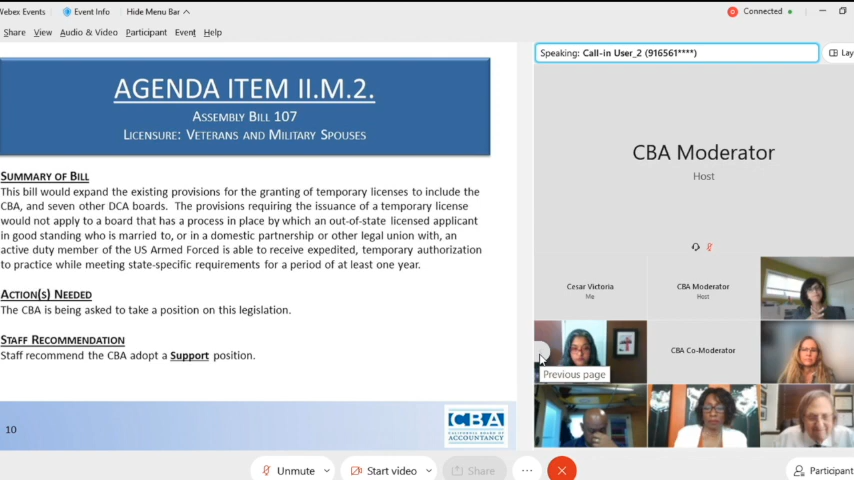 Webex Events
Event Info
Hide Menu Bar
Connected
Share View Audio & Video Participant Event Help
AGENDA ITEM II.M.2.
ASSEMBLY BILL 107
LICENSURE: VETERANS AND MILITARY SPOUSES
SUMMARY OF BILL
This bill would expand the existing provisions for the granting of temporary licenses to include the
CBA, and seven other DCA boards. The provisions requiring the issuance of a temporary license
would not apply to a board that has a process in place by which an out-of-state licensed applicant
in good standing who is married to, or in a domestic partnership or other legal union with, an
active duty member of the US Armed Forced is able to receive expedited, temporary authorization
to practice while meeting state-specific requirements for a period of at least one year.
ACTION(S) NEEDED
The CBA is being asked to take a position on this legislation.
STAFF RECOMMENDATION
Staff recommend the CBA adopt a Support position.
10
CBA
CALIFORNIA BOARD OF
ACCOUNTANCY
Speaking: Call-in User_2 (916561****)
Lay
CBA Moderator
Host
Cesar Victoria
Me
CBA Moderator
Host
CBA Co-Moderator
Previous page
Unmute
Start video
Share
Participant